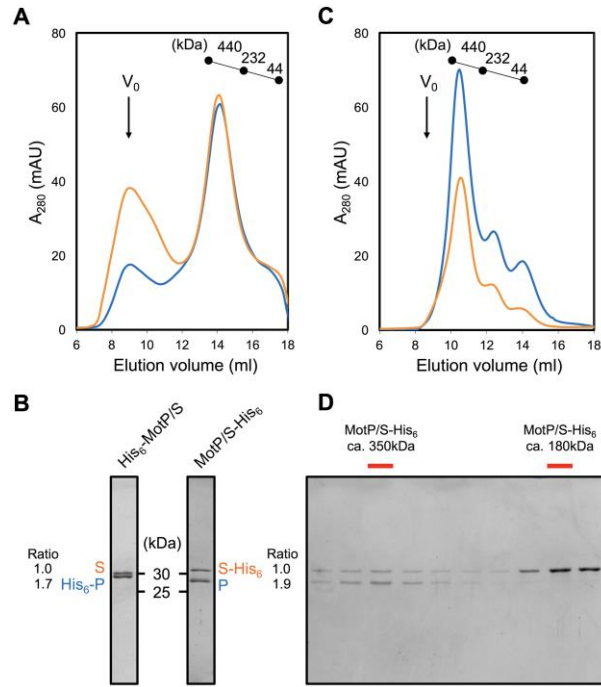 A
80
60
40
20
0
A280 (mAU)
V0
(kDa)
440
232
44
6 8 10 12 14 16 18
Elution volume (ml)
C
80
60
40
20
0
A280 (mAU)
V0
(kDa)
440
232
44
6 8 10 12 14 16 18
Elution volume (ml)
B
His6-MotP/S
MotP/S-His6
(kDa)
Ratio
1.0 S
1.7 His6-P
30
25
S-His6
P
D
MotP/S-His6
ca. 350kDa
MotP/S-His6
ca. 180kDa
Ratio
1.0
1.9